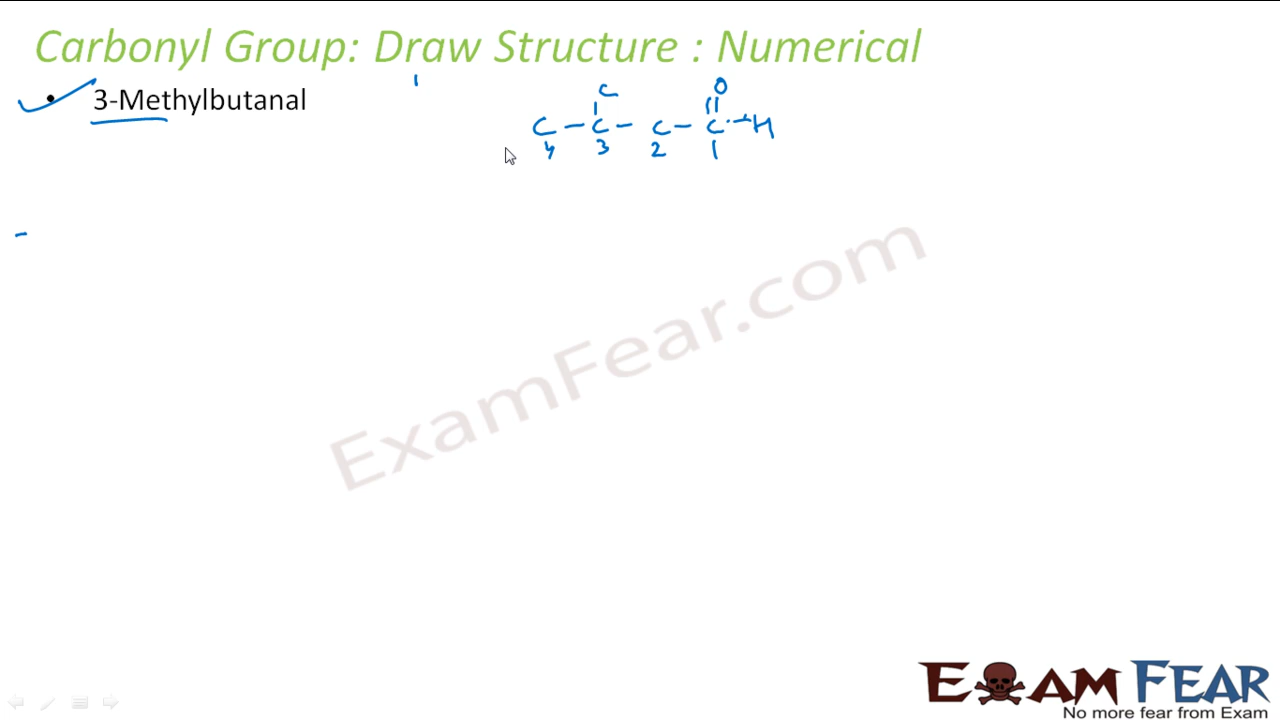 Carbonyl Group: Draw Structure : Numerical
• 3-Methylbutanal
C O
C – C – C – C – H
4 3 2 1
ExamFear.com
EXAM FEAR
No more fear from Exam